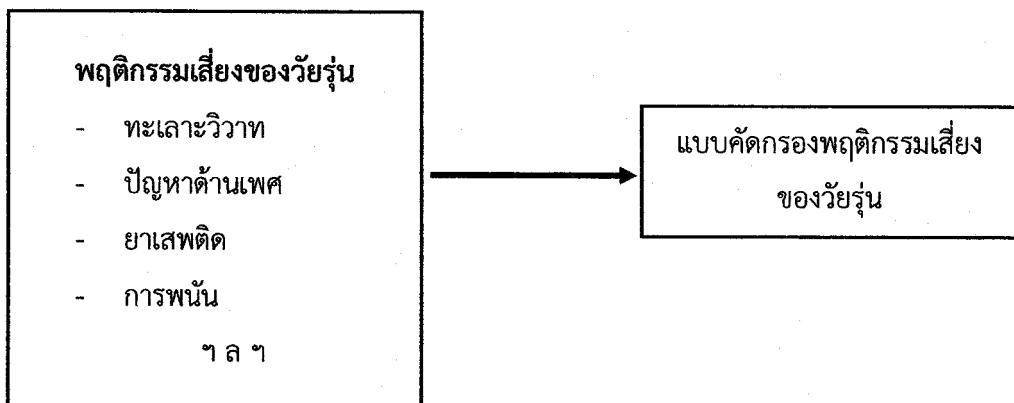 พฤติกรรมเสี่ยงของวัยรุ่น
- ทะเลาะวิวาท
- ปัญหาด้านเพศ
- ยาเสพติด
- การพนัน
ฯ ล ฯ
แบบคัดกรองพฤติกรรมเสี่ยง
ของวัยรุ่น